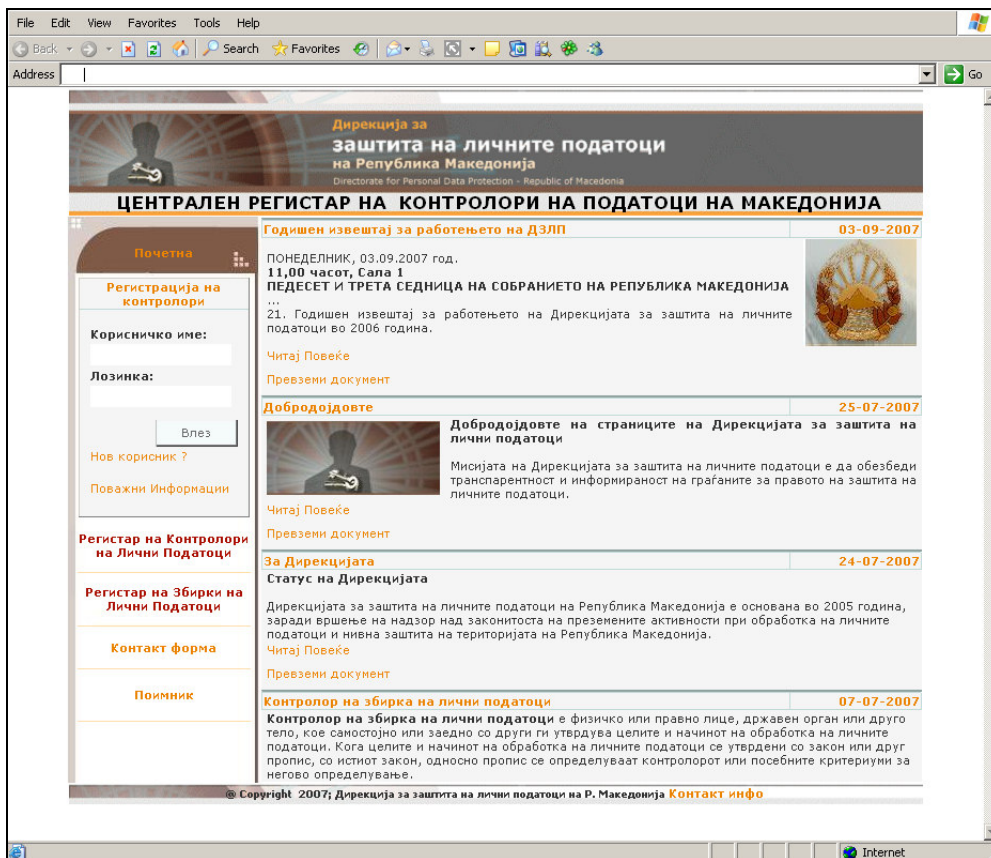 File Edit View Favorites Tools Help
Back Search Favorites
Address Go
Дирекција за
заштита на личните податоци
на Република Македонија
Directorate for Personal Data Protection - Republic of Macedonia
ЦЕНТРАЛЕН РЕГИСТАР НА КОНТРОЛОРИ НА ПОДАТОЦИ НА МАКЕДОНИЈА
Почетна
Регистрација на
контролори
Корисничко име:
Лозинка:
Влез
Нов корисник ?
Поважни Информации
Регистар на Контролори
на Лични Податоци
Регистар на Збирки на
Лични Податоци
Контакт форма
Поимник
Годишен извештај за работењето на ДЗЛП 03-09-2007
ПОНЕДЕЛНИК, 03.09.2007 год.
11,00 часот, Сала 1
ПЕДЕСЕТ И ТРЕТА СЕДНИЦА НА СОБРАНИЕТО НА РЕПУБЛИКА МАКЕДОНИЈА
...
21. Годишен извештај за работењето на Дирекцијата за заштита на личните
податоци во 2006 година.
Читај Повеќе
Превземи документ
Добродојдовте 25-07-2007
Добродојдовте на страниците на Дирекцијата за заштита на
лични податоци
Мисијата на Дирекцијата за заштита на личните податоци е да обезбеди
транспарентност и информираност на граѓаните за правото на заштита на
личните податоци.
Читај Повеќе
Превземи документ
За Дирекцијата 24-07-2007
Статус на Дирекцијата
Дирекцијата за заштита на личните податоци на Република Македонија е основана во 2005 година,
заради вршење на надзор над законитоста на преземените активности при обработка на личните
податоци и нивна заштита на територијата на Република Македонија.
Читај Повеќе
Превземи документ
Контролор на збирка на лични податоци 07-07-2007
Контролор на збирка на лични податоци е физичко или правно лице, државен орган или друго
тело, кое самостојно или заедно со други ги утврдува целите и начинот на обработка на личните
податоци. Кога целите и начинот на обработка на личните податоци се утврдени со закон или друг
пропис, со истиот закон, односно пропис се определуваат контролорот или посебните критериуми за
негово определување.
@ Copyright 2007; Дирекција за заштита на лични податоци на Р. Македонија Контакт инфо
Internet